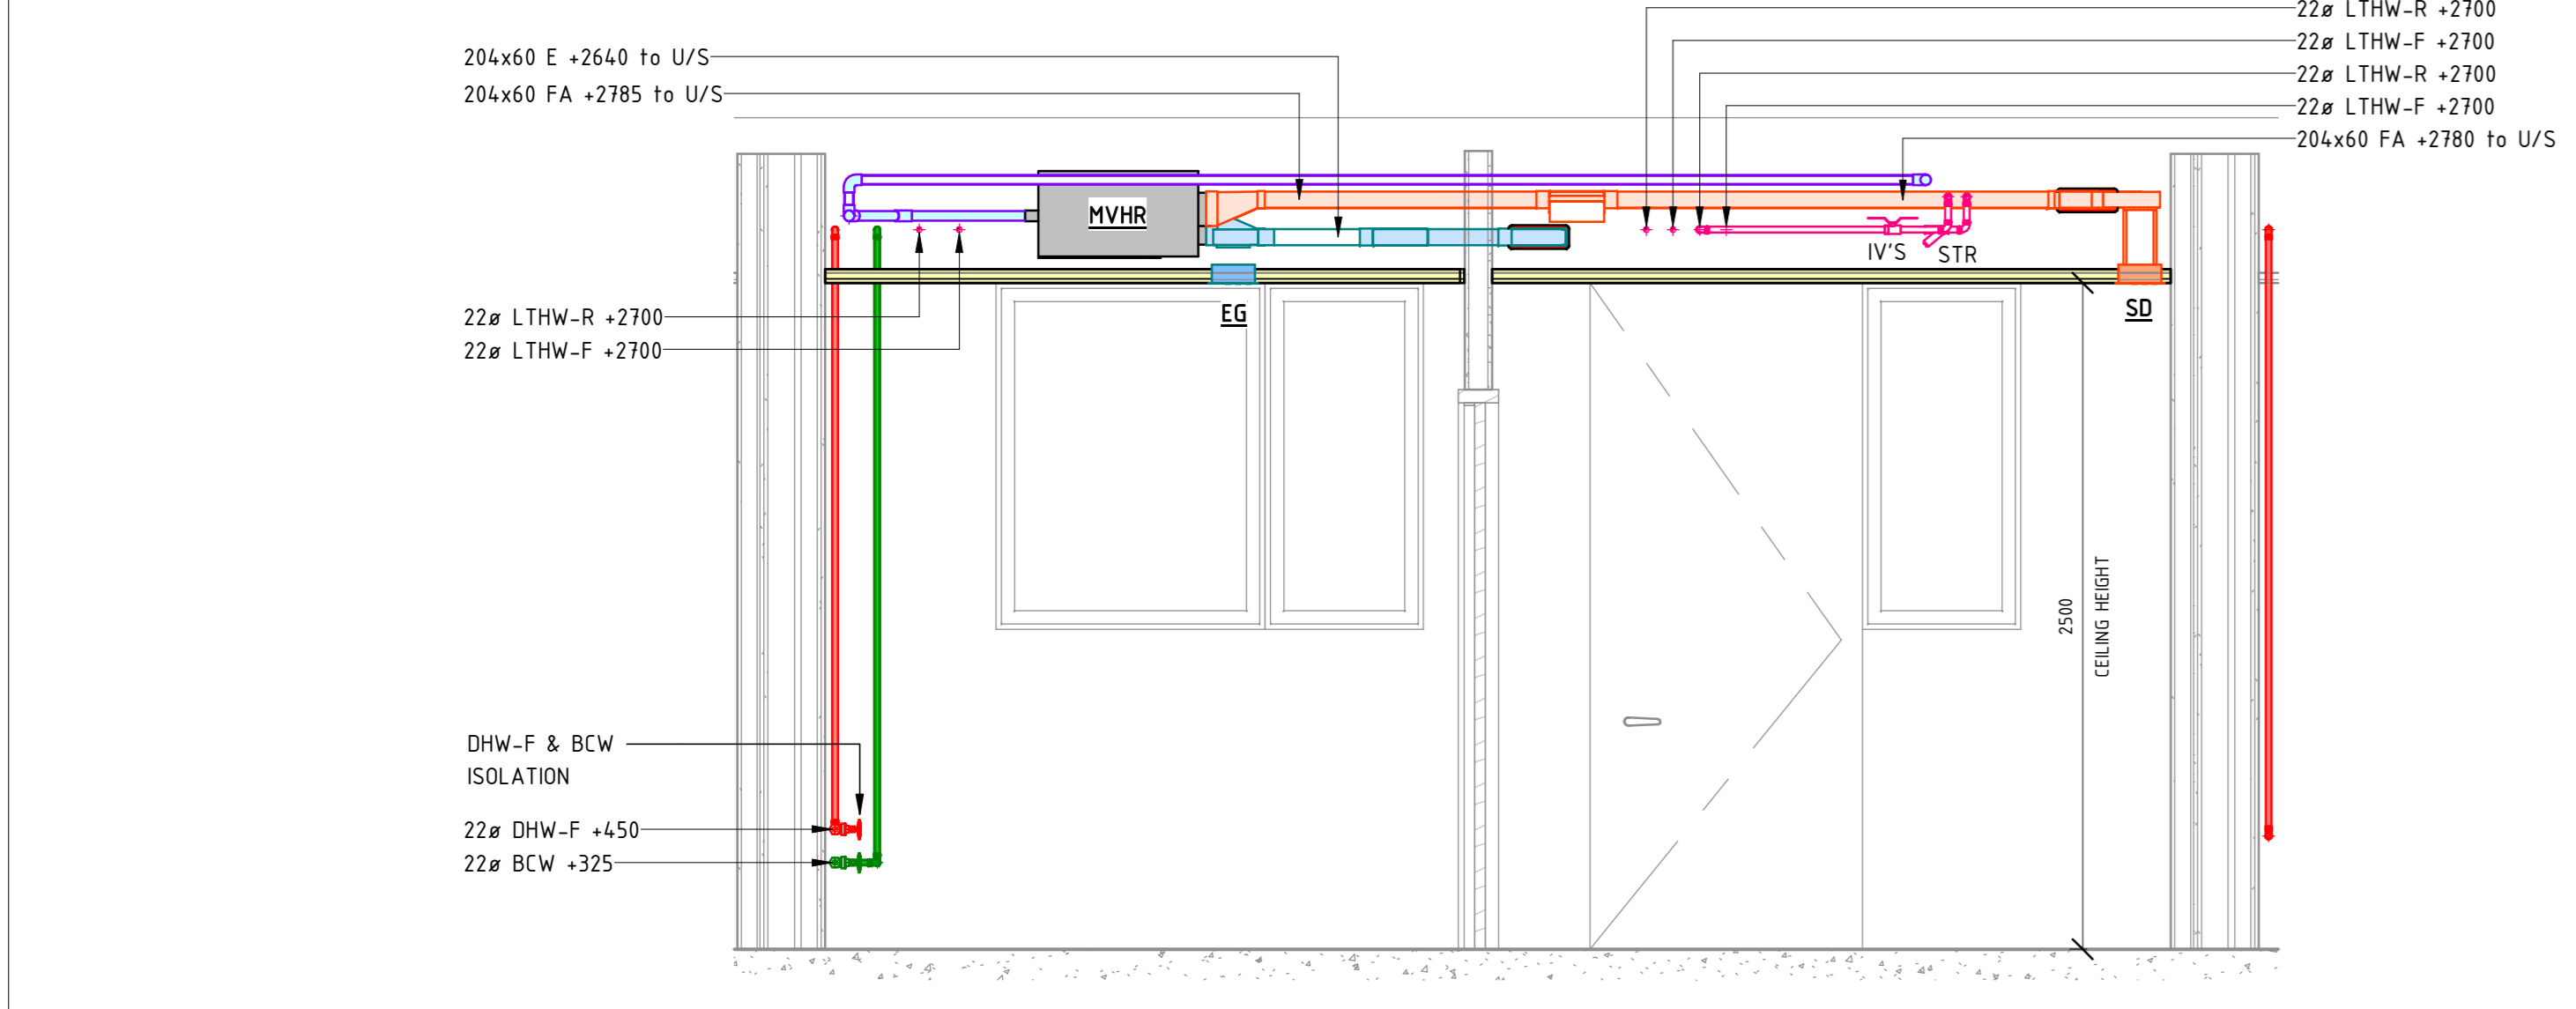 204x60 E +2640 to U/S
204x60 FA +2785 to U/S
22ø LTHW-R +2700
22ø LTHW-F +2700
22ø LTHW-R +2700
22ø LTHW-F +2700
204x60 FA +2780 to U/S
MVHR
IV'S
STR
EG
SD
22ø LTHW-R +2700
22ø LTHW-F +2700
2500
CEILING HEIGHT
DHW-F & BCW
ISOLATION
22ø DHW-F +450
22ø BCW +325